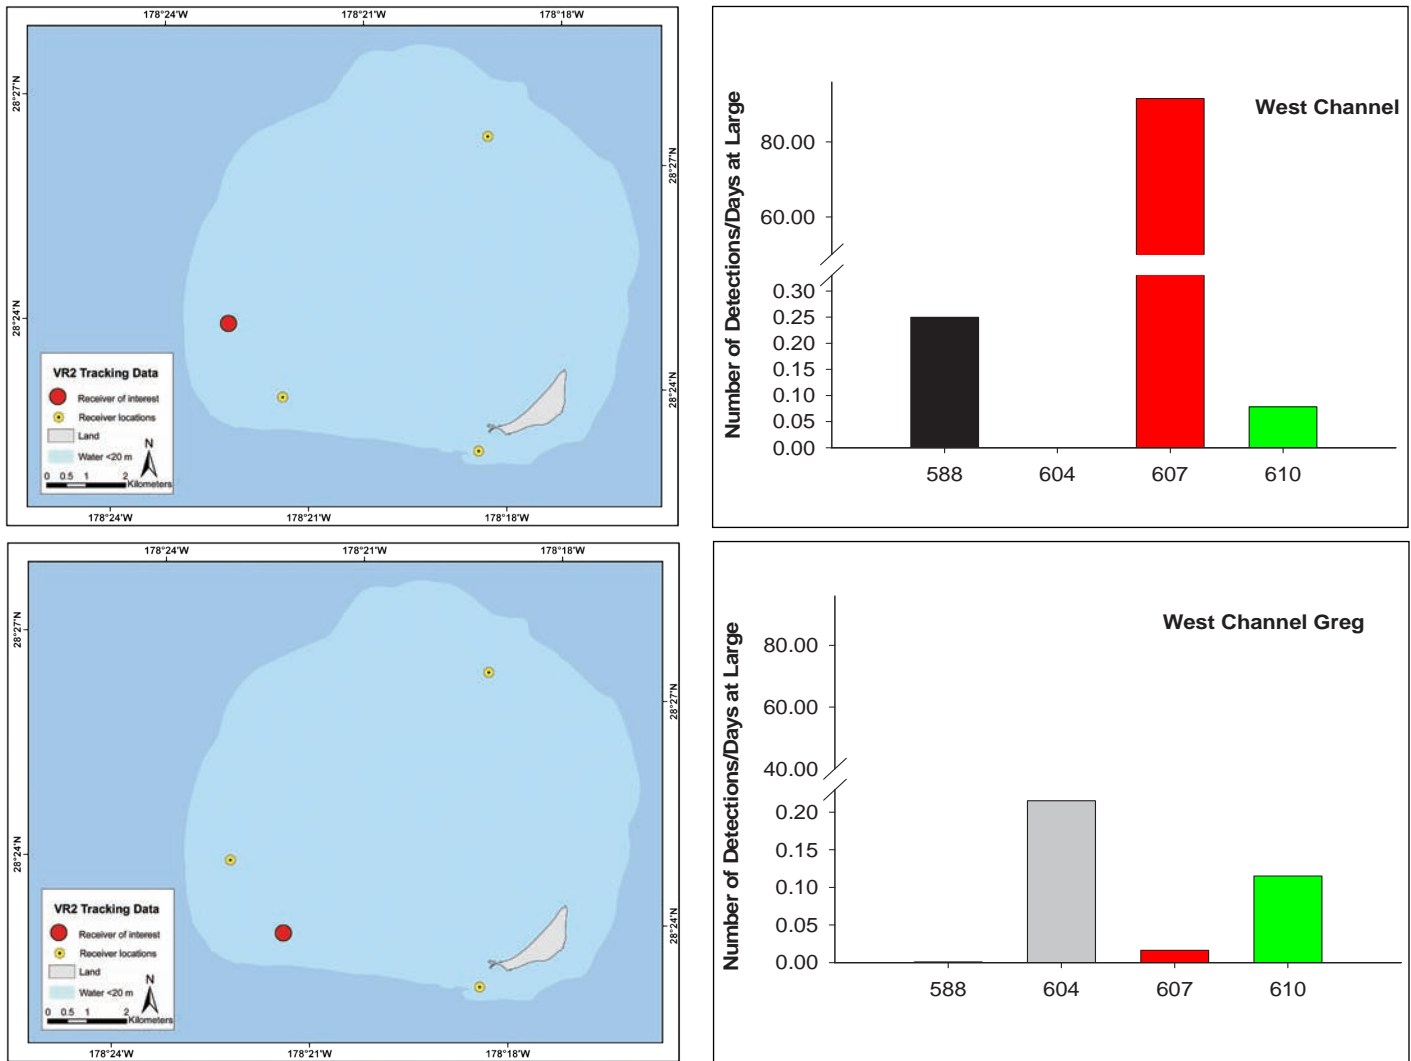 178°24'W 178°21'W 178°18'W
28°27'N
28°27'N
28°24'N
28°24'N
VR2 Tracking Data
Receiver of interest
Receiver locations
Land
Water <20 m
N
0 0.5 1 2
Kilometers
178°24'W 178°21'W 178°18'W
West Channel
Number of Detections/Days at Large
80.00
60.00
0.30
0.25
0.20
0.15
0.10
0.05
0.00
588 604 607 610
178°24'W 178°21'W 178°18'W
28°27'N
28°27'N
28°24'N
28°24'N
VR2 Tracking Data
Receiver of interest
Receiver locations
Land
Water <20 m
N
0 0.5 1 2
Kilometers
178°24'W 178°21'W 178°18'W
West Channel Greg
Number of Detections/Days at Large
80.00
60.00
40.00
0.20
0.15
0.10
0.05
0.00
588 604 607 610